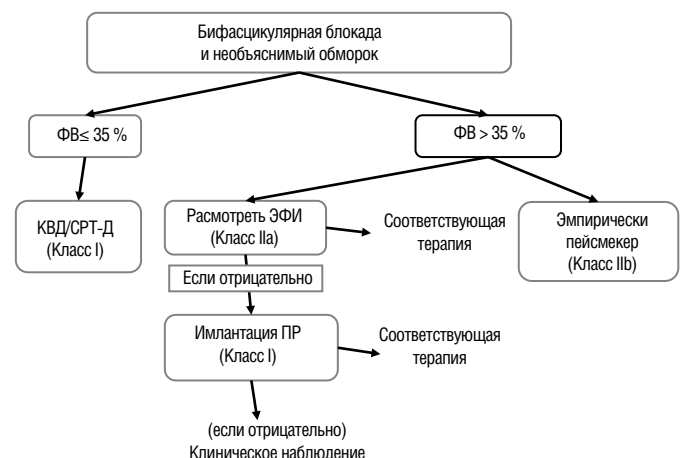 Бифасцикулярная блокада
и необъяснимый обморок
ФВ≤ 35 %
ФВ > 35 %
КВД/СРТ-Д
(Класс I)
Расмотреть ЭФИ
(Класс IIa)
Соответствующая
терапия
Эмпирически
пейсмекер
(Класс IIb)
Если отрицательно
Имлантация ПР
(Класс I)
Соответствующая
терапия
(если отрицательно)
Клиническое наблюдение